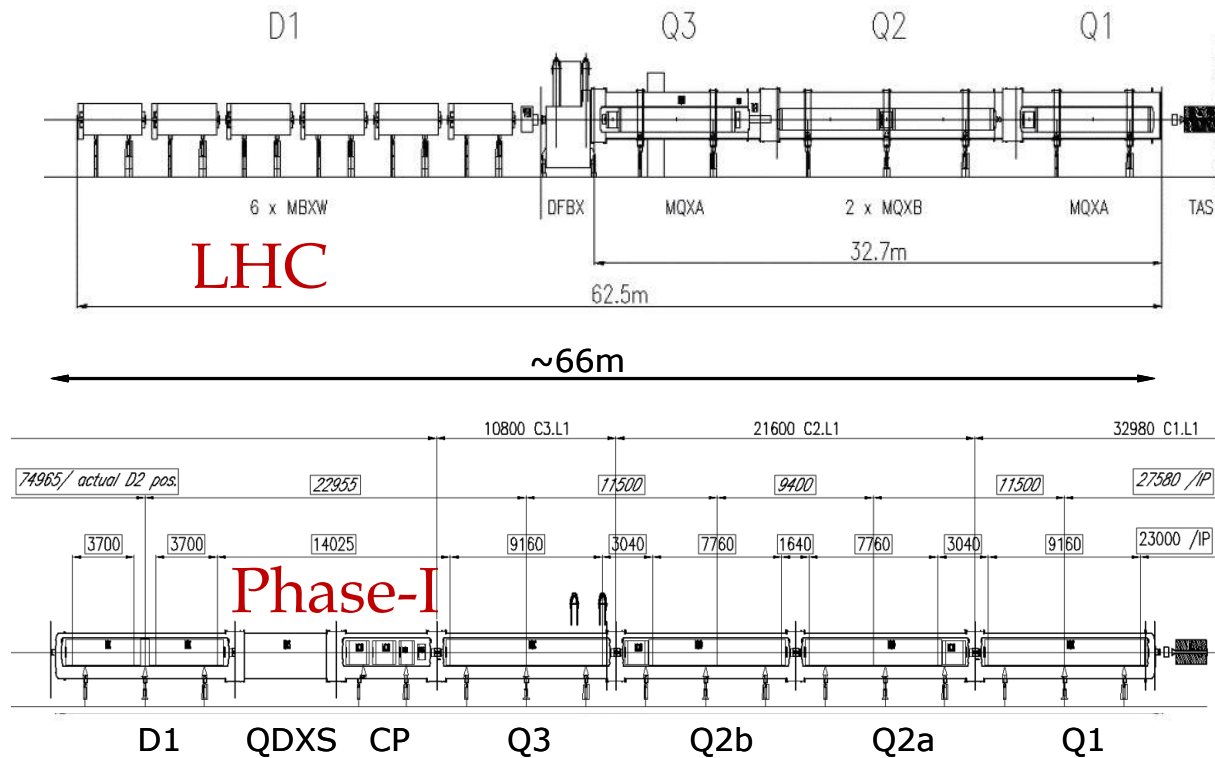 D1 Q3 Q2 Q1
6 x MBXW DFBX MQXA 2 x MQXB MQXA TAS
LHC
32.7m
62.5m
~66m
10800 C3.L1 21600 C2.L1 32980 C1.L1
74965/ actual D2 pos. 22955 11500 9400 11500 27580 /IP
3700 3700 14025 9160 3040 7760 1640 7760 3040 9160 23000 /IP
Phase-I
D1 QDXS CP Q3 Q2b Q2a Q1